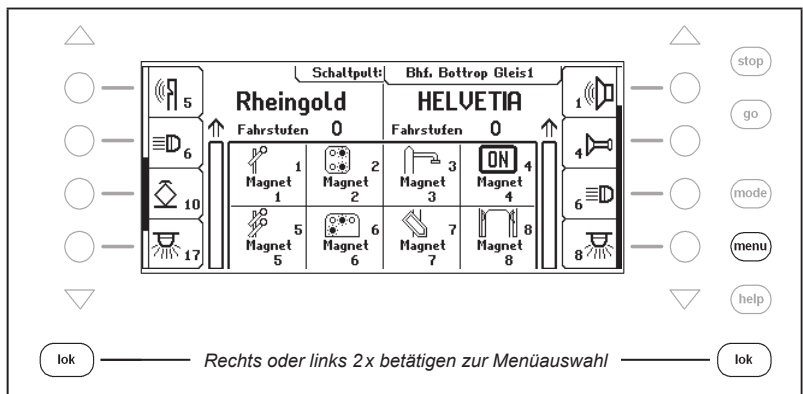 stop
Schaltpult: Bhf. Bottrop Gleis1
5 Rheingold HELVETIA 1
go
Fahrstufen 0 Fahrstufen 0
6 4
1 2 3 ON 4
Magnet Magnet Magnet Magnet
1 2 3 4
10 6 mode
5 6 7 8
Magnet Magnet Magnet Magnet
5 6 7 8
17 8 menu
help
lok Rechts oder links 2x betätigen zur Menüauswahl lok